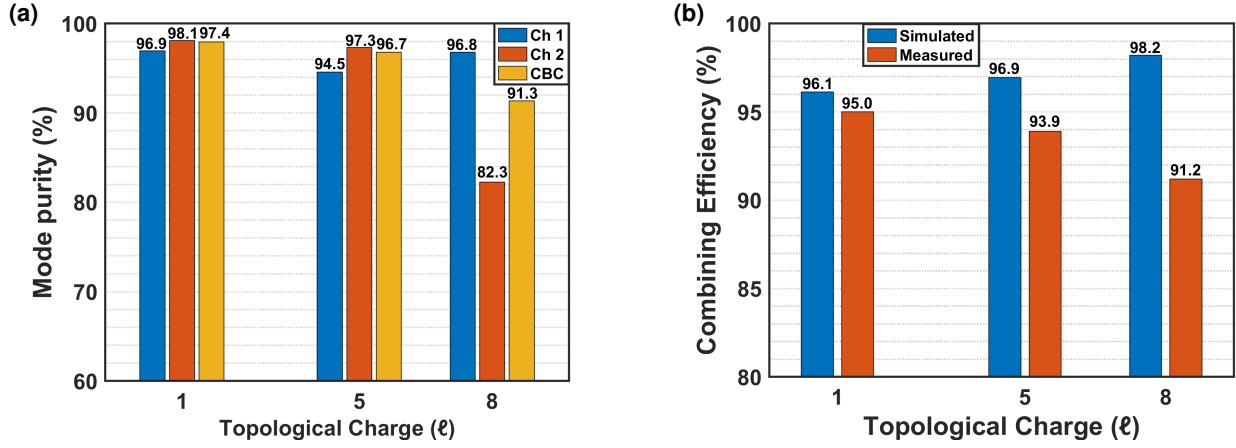 (a)
Mode purity (%)
100
90
80
70
60
96.9
98.1
97.4
94.5
97.3
96.7
96.8
82.3
91.3
Ch 1
Ch 2
CBC
1
5
8
Topological Charge (ℓ)
(b)
Combining Efficiency (%)
100
95
90
85
80
96.1
95.0
96.9
93.9
98.2
91.2
Simulated
Measured
1
5
8
Topological Charge (ℓ)